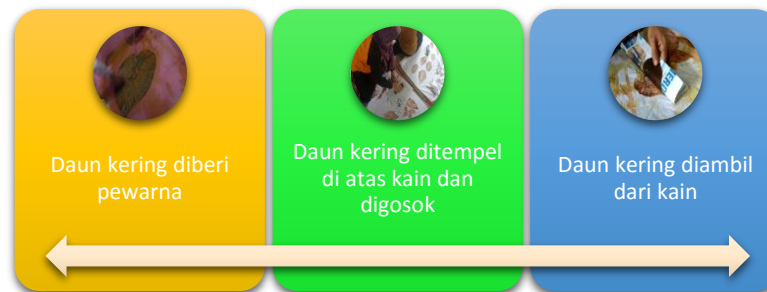 Daun kering diberi
pewarna
Daun kering ditempel
di atas kain dan
digosok
Daun kering diambil
dari kain